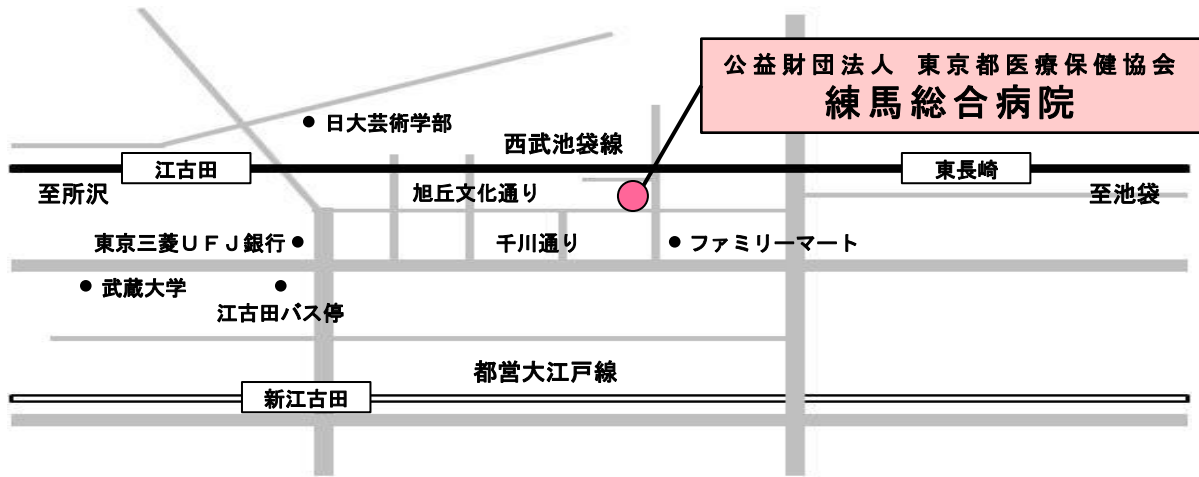 公益財団法人 東京都医療保健協会
練馬総合病院
日大芸術学部
西武池袋線
江古田
東長崎
至所沢
旭丘文化通り
至池袋
東京三菱UFJ銀行
千川通り
ファミリーマート
武蔵大学
江古田バス停
都営大江戸線
新江古田